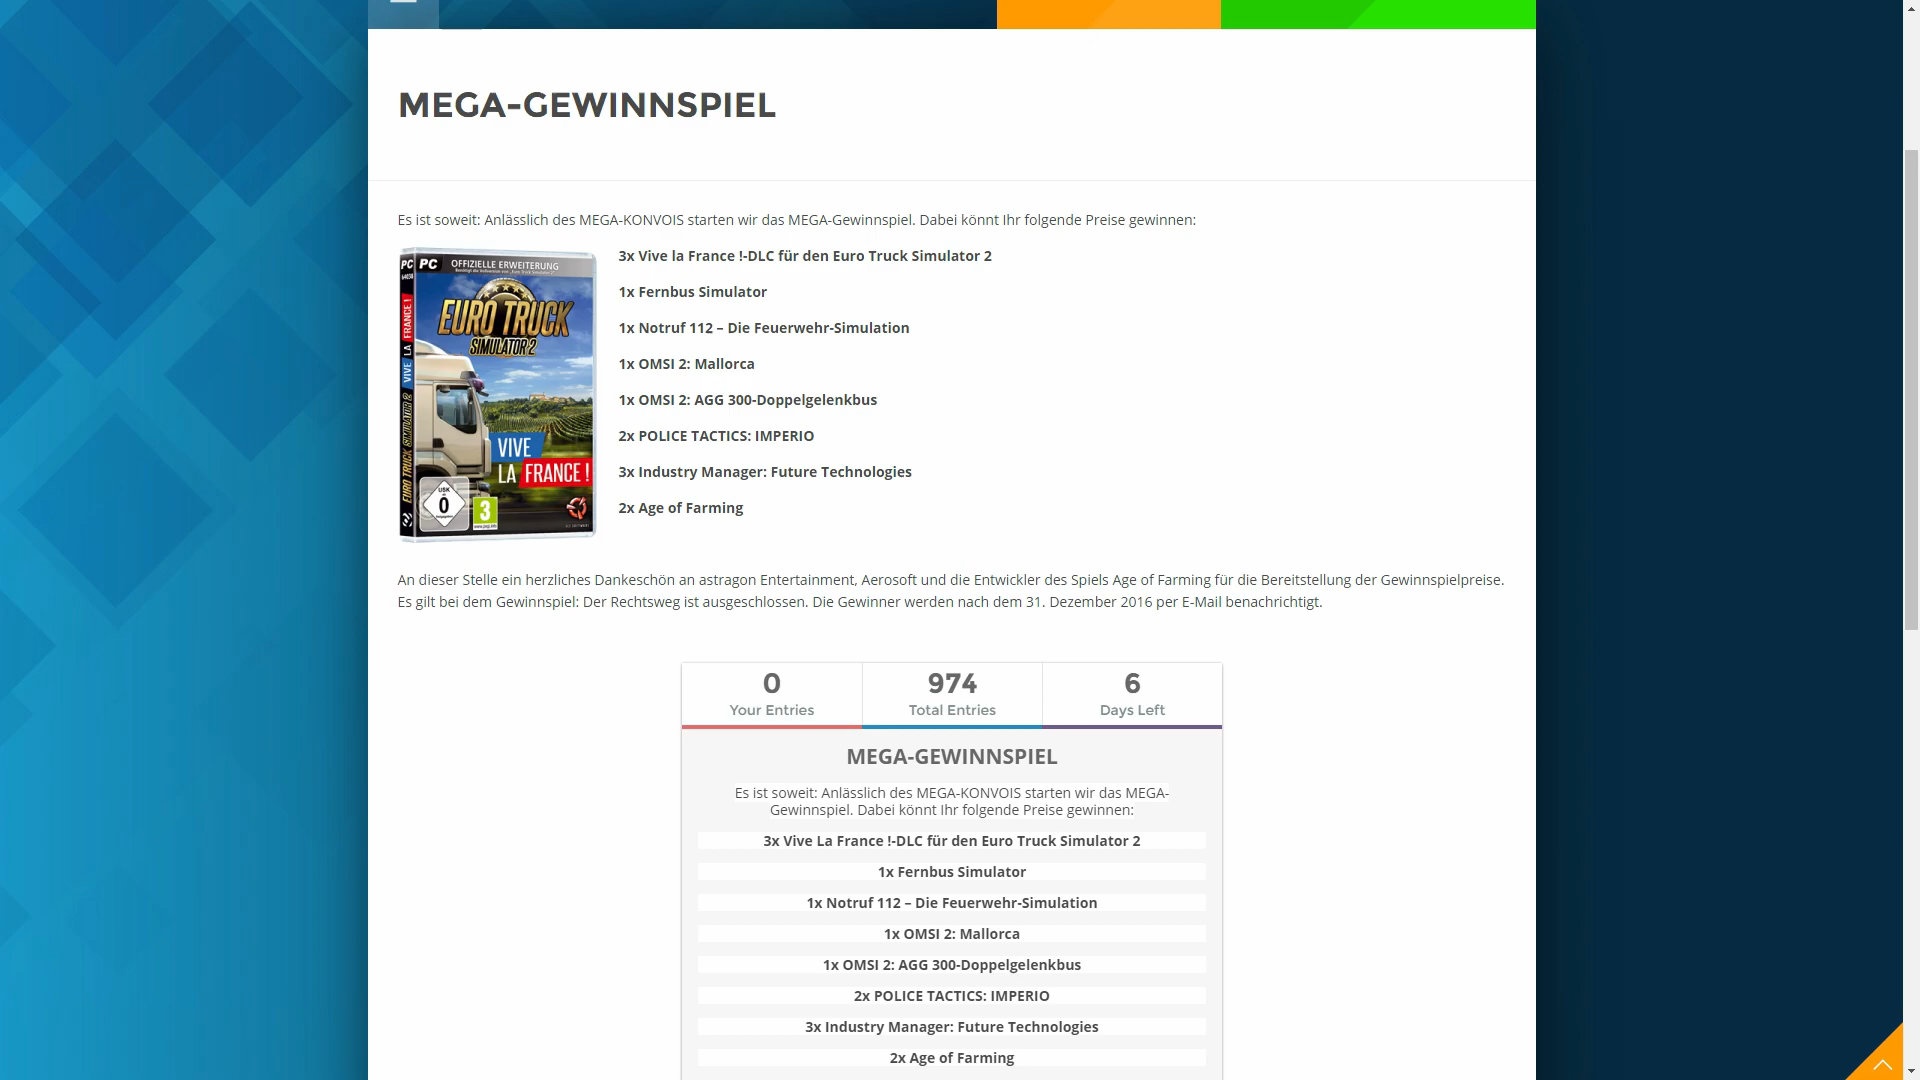 MEGA-GEWINNSPIEL
Es ist soweit: Anlässlich des MEGA-KONVOIS starten wir das MEGA-Gewinnspiel. Dabei könnt Ihr folgende Preise gewinnen:
PC
PC
OFFIZIELLE ERWEITERUNG
EURO TRUCK
SIMULATOR 2
VIVE
LA FRANCE !
VIVE LA FRANCE !
EURO TRUCK SIMULATOR 2
USK
0
3
3x Vive la France !-DLC für den Euro Truck Simulator 2
1x Fernbus Simulator
1x Notruf 112 – Die Feuerwehr-Simulation
1x OMSI 2: Mallorca
1x OMSI 2: AGG 300-Doppelgelenkbus
2x POLICE TACTICS: IMPERIO
3x Industry Manager: Future Technologies
2x Age of Farming
An dieser Stelle ein herzliches Dankeschön an astragon Entertainment, Aerosoft und die Entwickler des Spiels Age of Farming für die Bereitstellung der Gewinnspielpreise.
Es gilt bei dem Gewinnspiel: Der Rechtsweg ist ausgeschlossen. Die Gewinner werden nach dem 31. Dezember 2016 per E-Mail benachrichtigt.
0 974 6
Your Entries Total Entries Days Left
MEGA-GEWINNSPIEL
Es ist soweit: Anlässlich des MEGA-KONVOIS starten wir das MEGA-
Gewinnspiel. Dabei könnt Ihr folgende Preise gewinnen:
3x Vive La France !-DLC für den Euro Truck Simulator 2
1x Fernbus Simulator
1x Notruf 112 – Die Feuerwehr-Simulation
1x OMSI 2: Mallorca
1x OMSI 2: AGG 300-Doppelgelenkbus
2x POLICE TACTICS: IMPERIO
3x Industry Manager: Future Technologies
2x Age of Farming